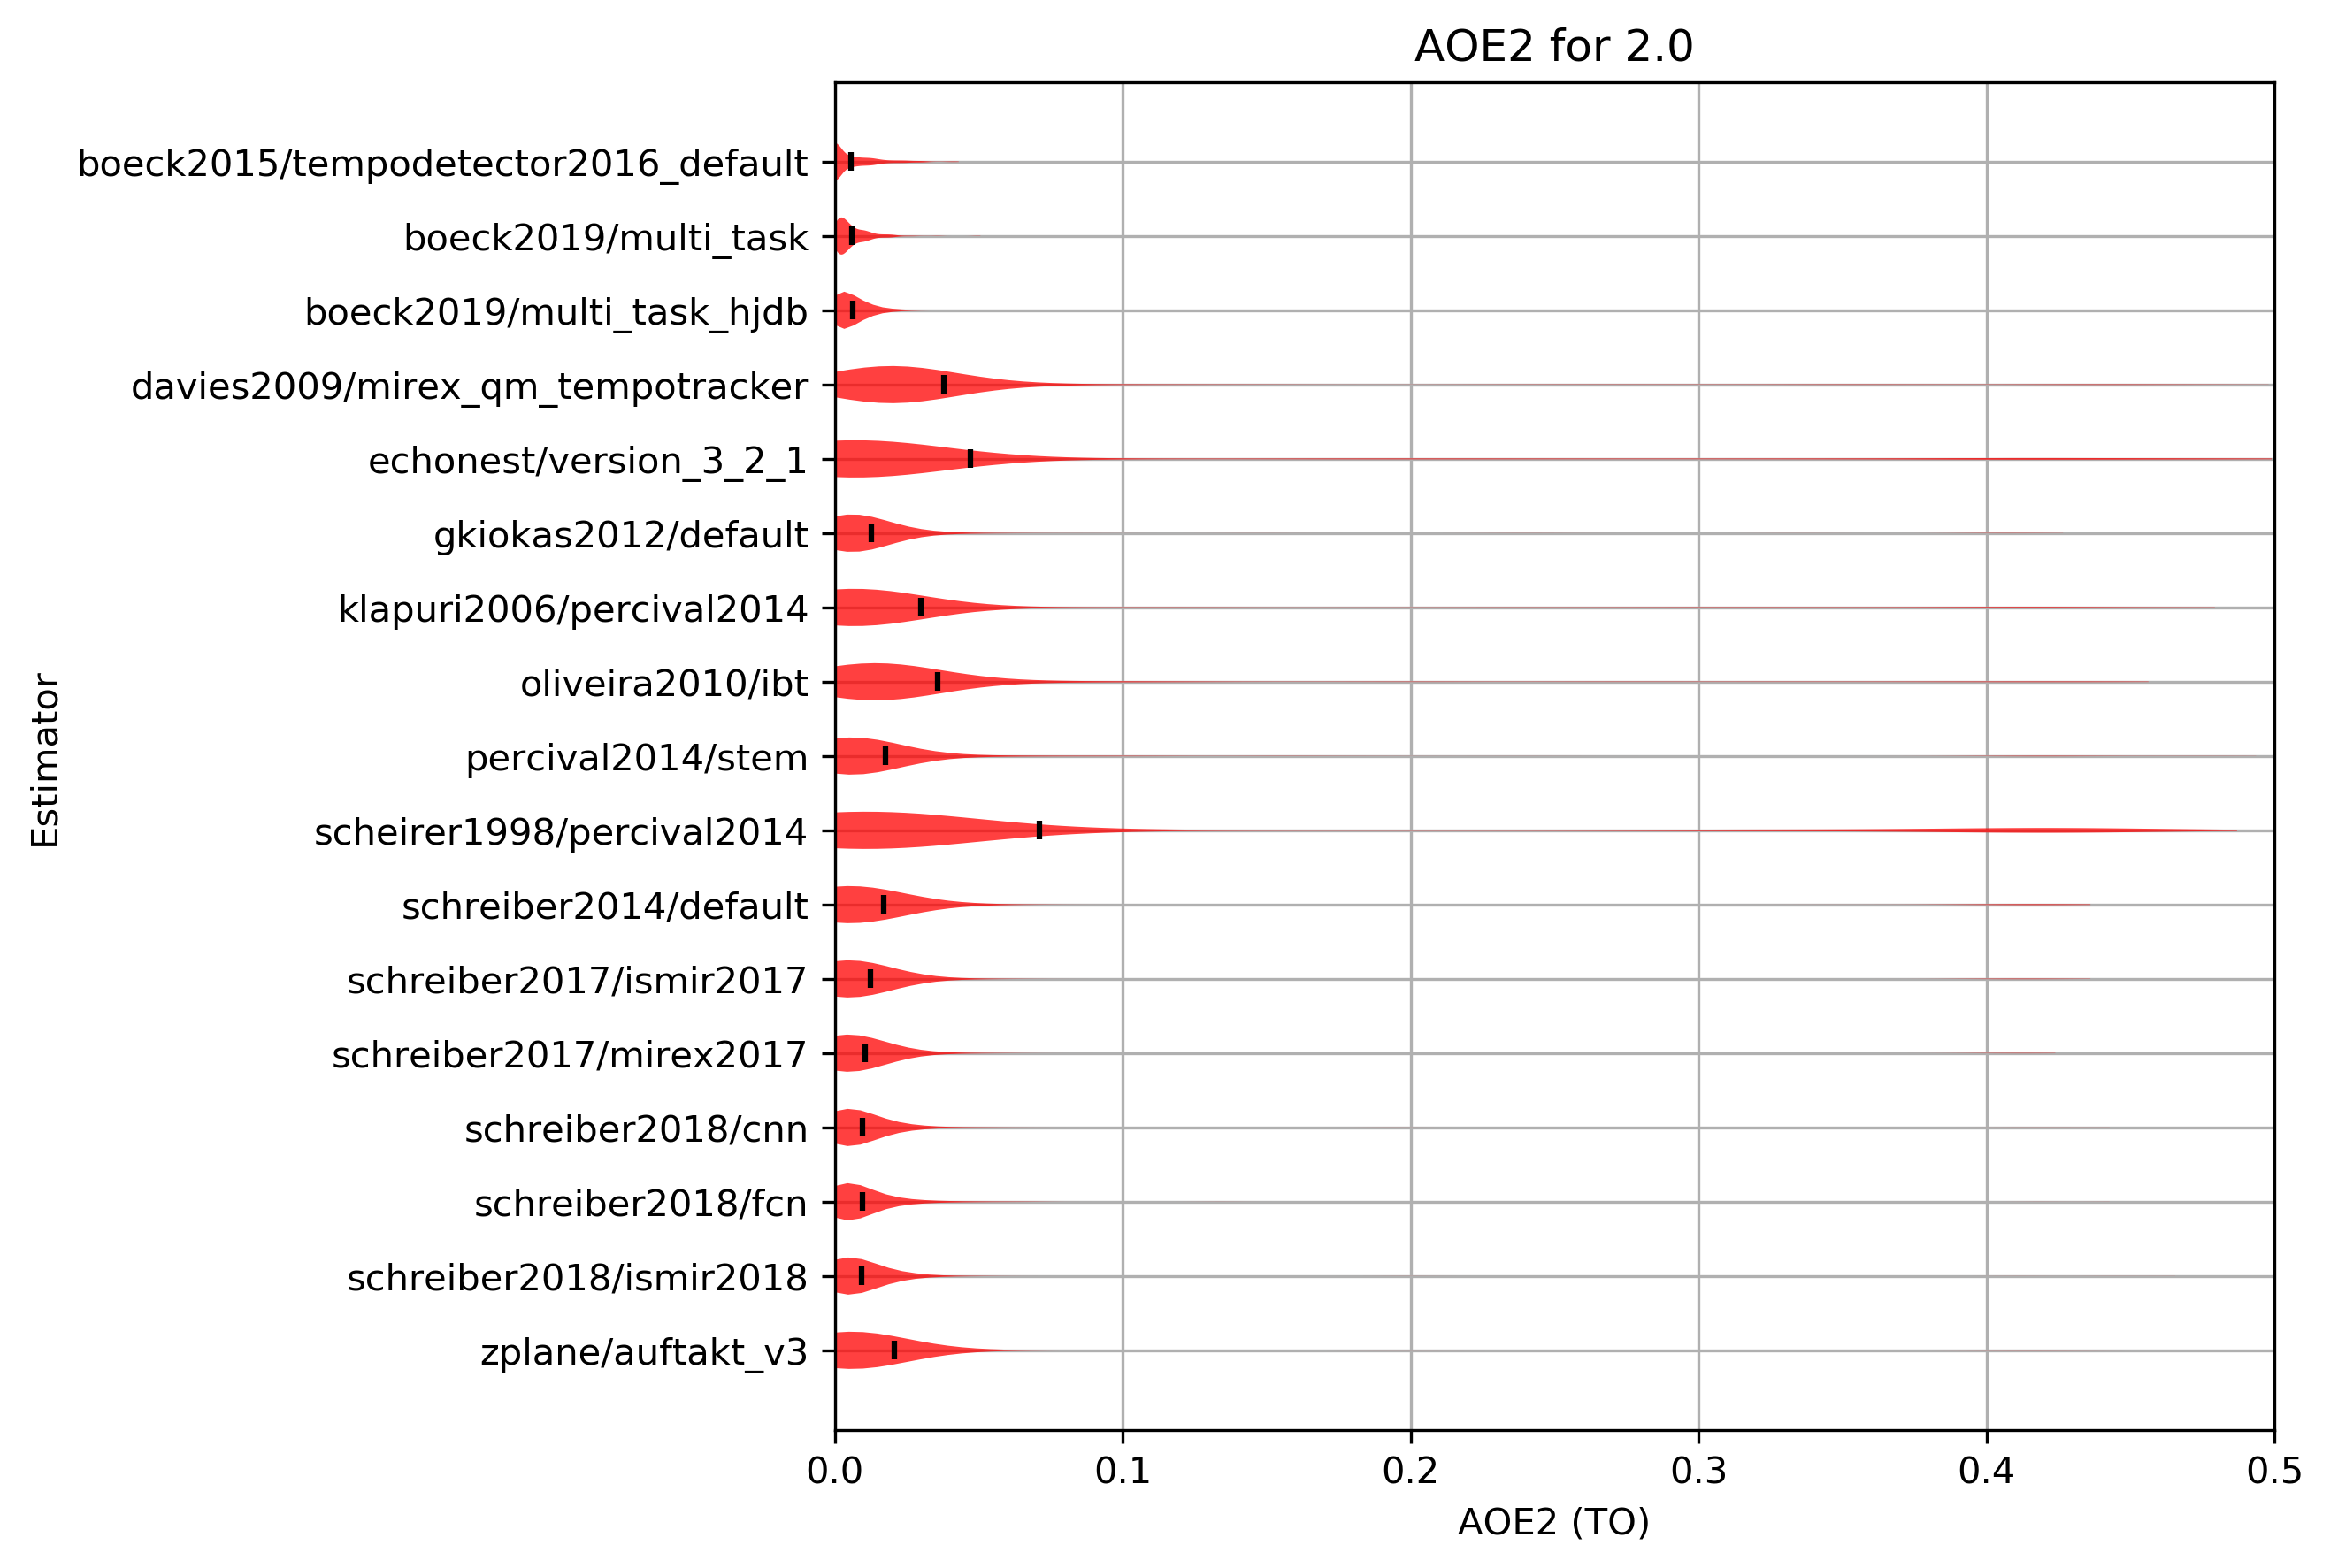 AOE2 for 2.0
boeck2015/tempodetector2016_default
boeck2019/multi_task
boeck2019/multi_task_hjdb
davies2009/mirex_qm_tempotracker
echonest/version_3_2_1
gkiokas2012/default
klapuri2006/percival2014
oliveira2010/ibt
percival2014/stem
scheirer1998/percival2014
schreiber2014/default
schreiber2017/ismir2017
schreiber2017/mirex2017
schreiber2018/cnn
schreiber2018/fcn
schreiber2018/ismir2018
zplane/auftakt_v3
Estimator
0.0 0.1 0.2 0.3 0.4 0.5
AOE2 (TO)